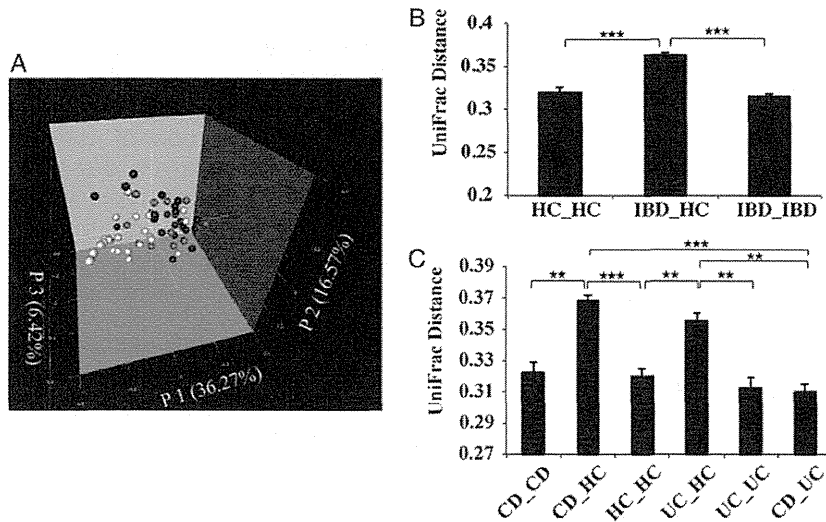 A
P 3 (6.42%)
P 1 (36.27%)
P 2 (16.57%)
B
UniFrac Distance
0.4
0.35
0.3
0.25
0.2
***
***
HC_HC
IBD_HC
IBD_IBD
C
UniFrac Distance
0.39
0.37
0.35
0.33
0.31
0.29
0.27
***
**
**
***
**
**
CD_CD
CD_HC
HC_HC
UC_HC
UC_UC
CD_UC